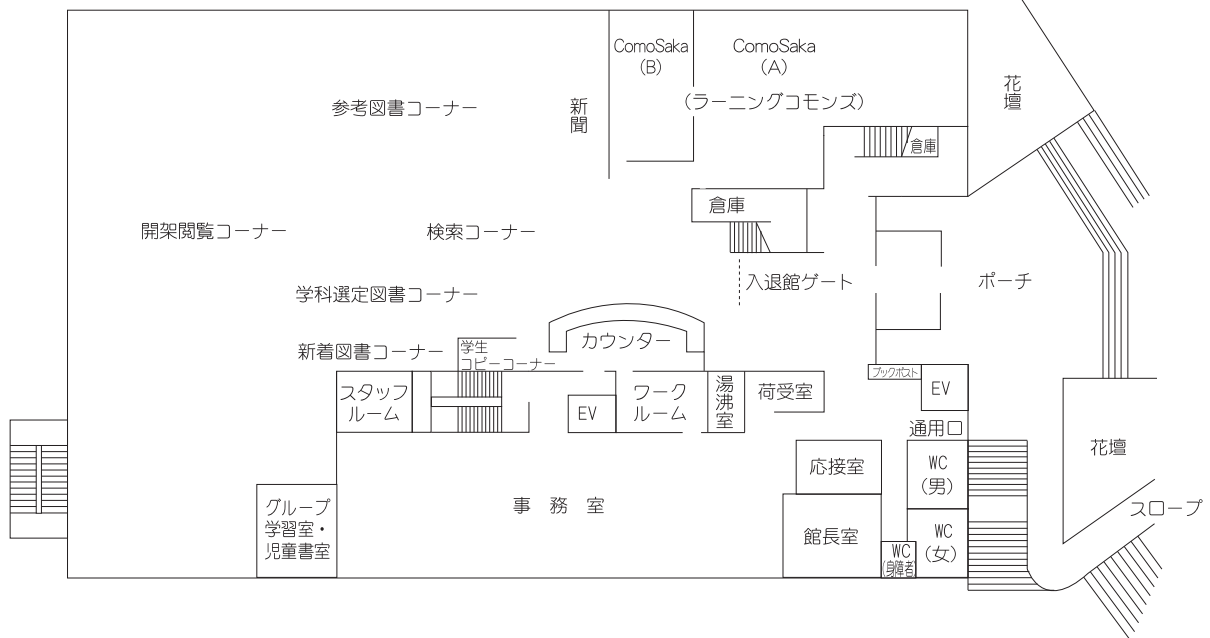 ComoSaka
(B)
ComoSaka
(A)
(ラーニングコモンズ)
花壇
参考図書コーナー
新聞
倉庫
倉庫
開架閲覧コーナー
検索コーナー
入退館ゲート
ポーチ
学科選定図書コーナー
カウンター
新着図書コーナー
学生
コピーコーナー
ブックポスト
スタッフ
ルーム
EV
ワーク
ルーム
湯沸室
荷受室
EV
通用口
花壇
応接室
WC
(男)
スロープ
グループ
学習室・
児童書室
事務室
館長室
WC
(女)
WC
(身障者)